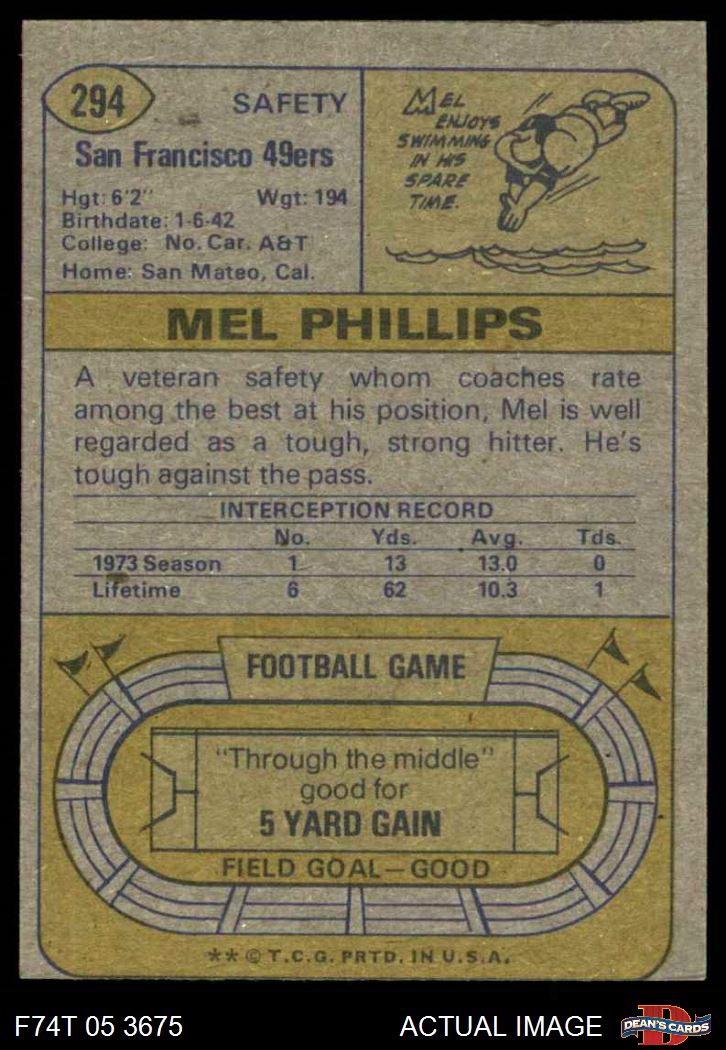 294
SAFETY
San Francisco 49ers
Hgt: 6'2" Wgt: 194
Birthdate: 1-6-42
College: No. Car. A&T
Home: San Mateo, Cal.
MEL
ENJOYS
SWIMMING
IN HIS
SPARE
TIME.
MEL PHILLIPS
A veteran safety whom coaches rate
among the best at his position, Mel is well
regarded as a tough, strong hitter. He's
tough against the pass.
INTERCEPTION RECORD
No. Yds. Avg. Tds.
1973 Season 1 13 13.0 0
Lifetime 6 62 10.3 1
FOOTBALL GAME
"Through the middle"
good for
5 YARD GAIN
FIELD GOAL—GOOD
** © T.C.G. PRTD. IN U.S.A.
F74T 05 3675 ACTUAL IMAGE
D
DEAN'S CARDS